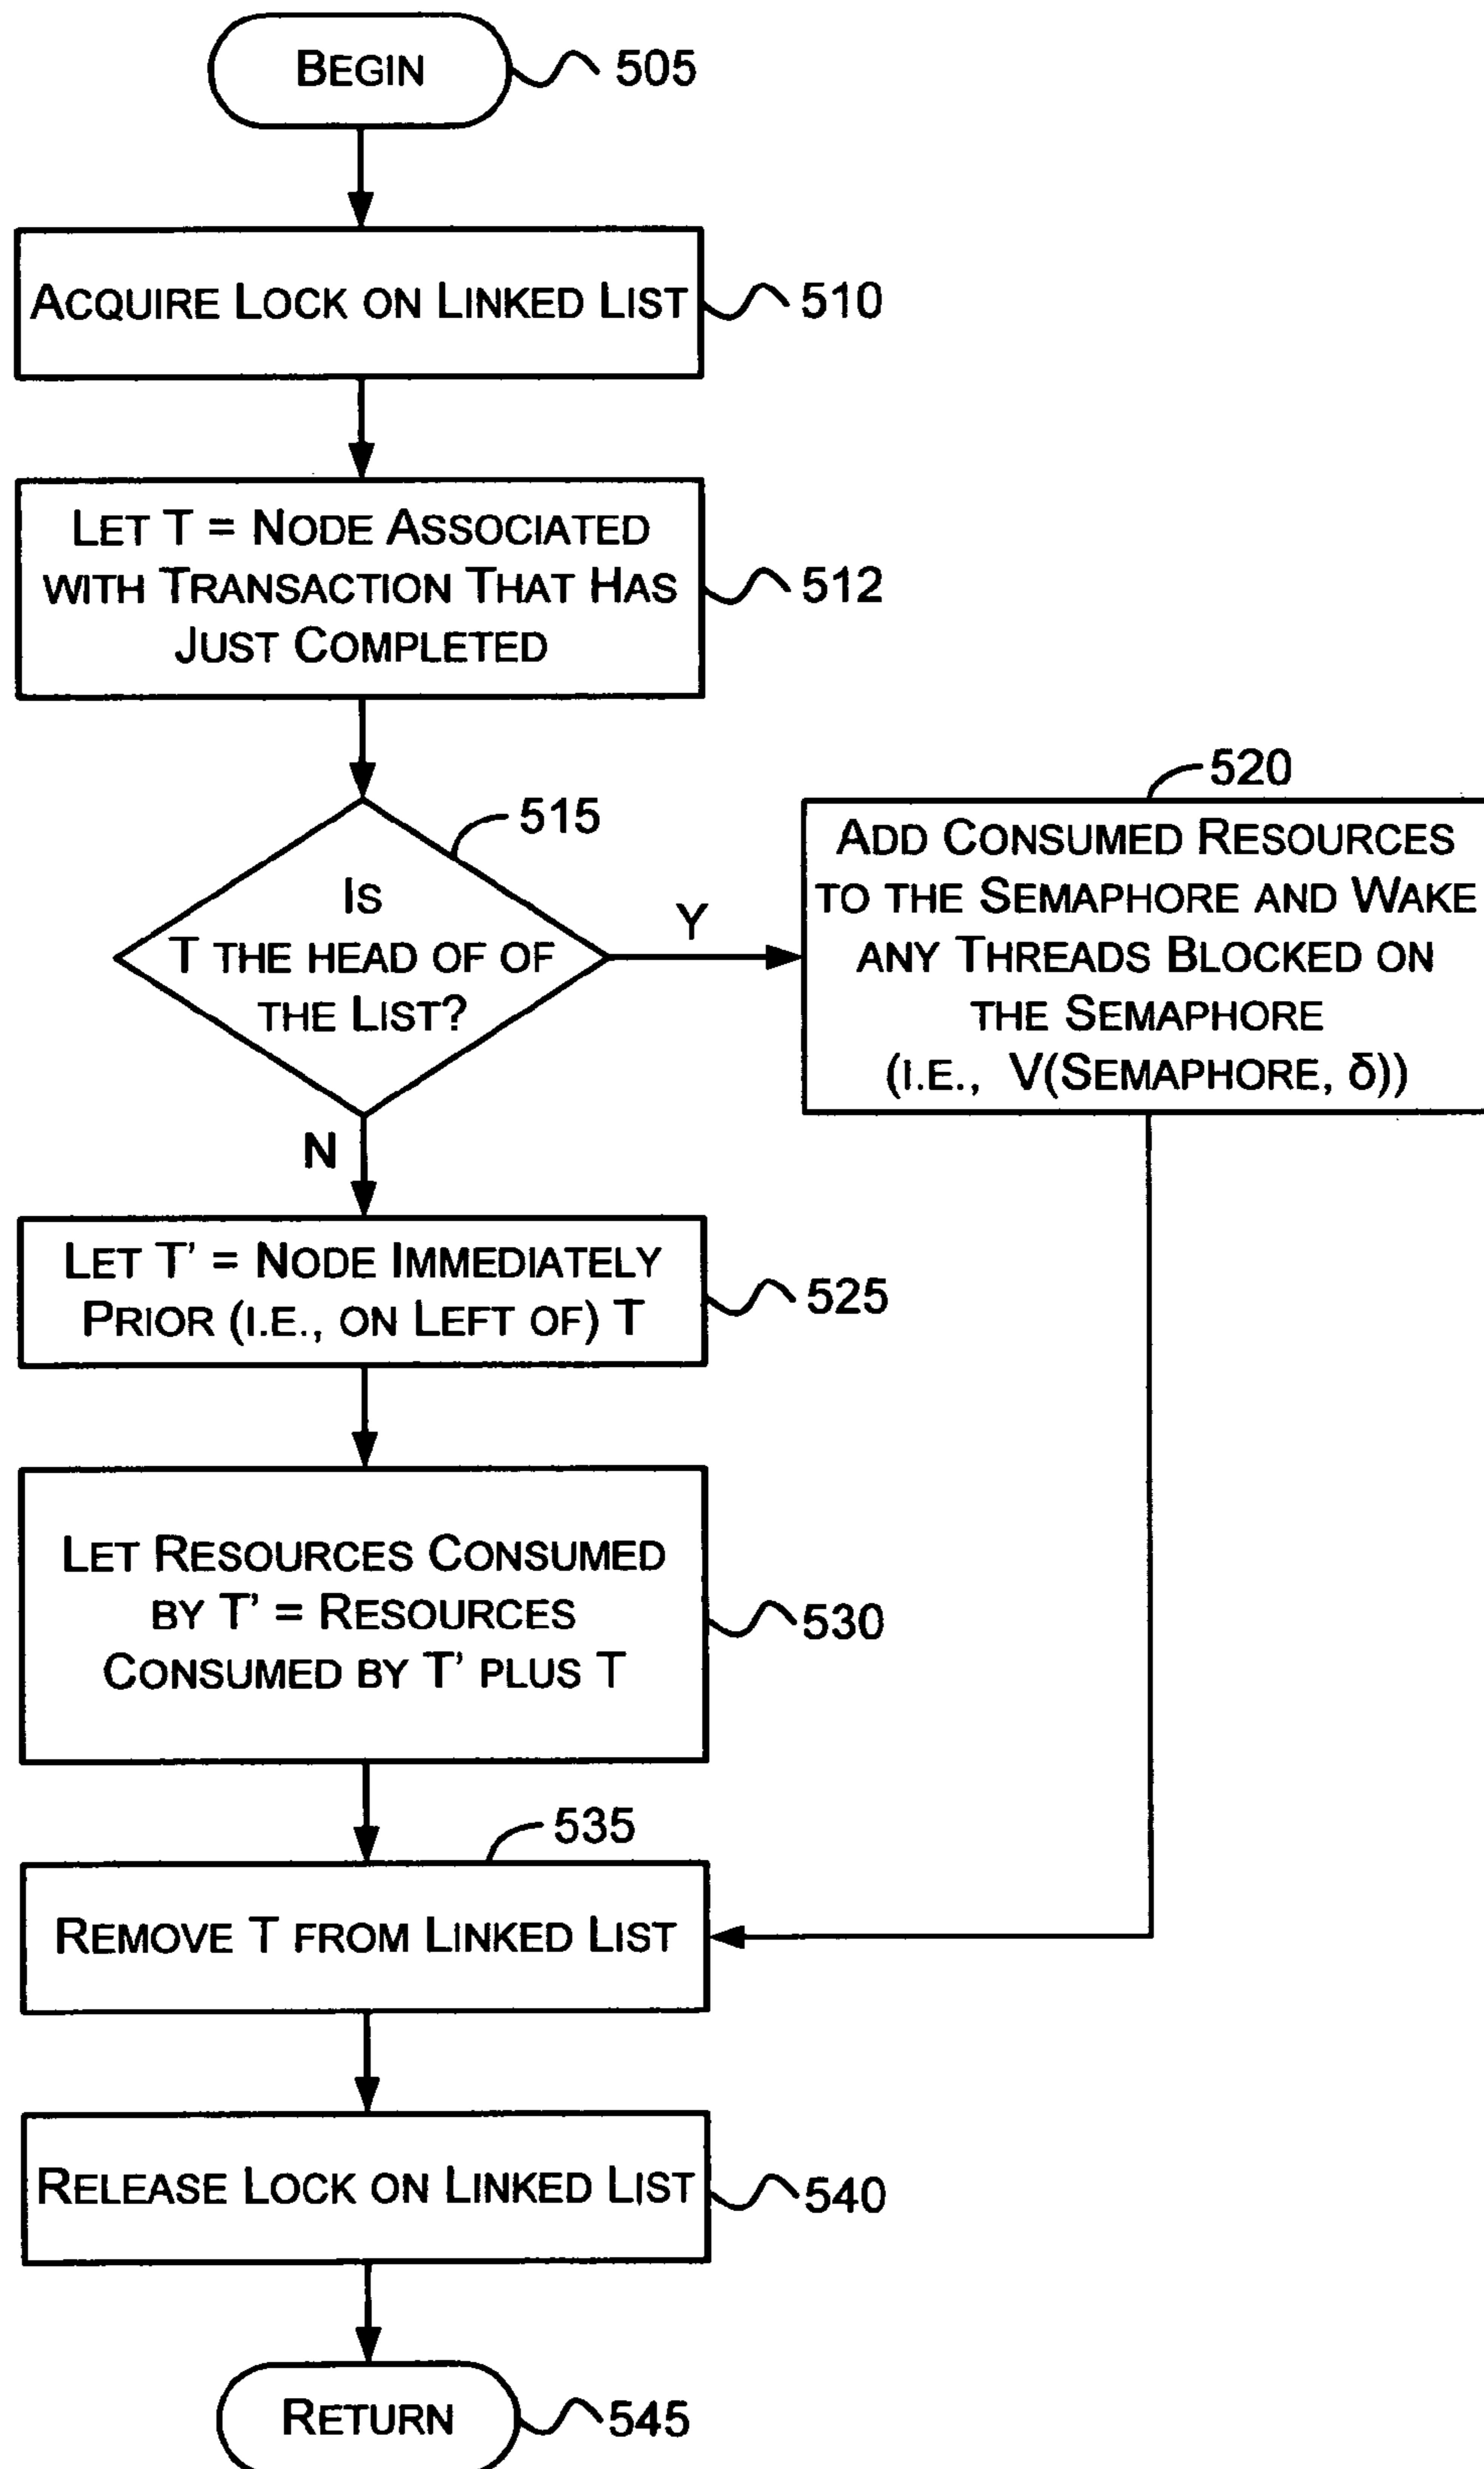 BEGIN
505
ACQUIRE LOCK ON LINKED LIST
510
LET T = NODE ASSOCIATED
WITH TRANSACTION THAT HAS
JUST COMPLETED
512
515
IS
T THE HEAD OF OF
THE LIST?
Y
N
520
ADD CONSUMED RESOURCES
TO THE SEMAPHORE AND WAKE
ANY THREADS BLOCKED ON
THE SEMAPHORE
(I.E., V(SEMAPHORE, δ))
LET T' = NODE IMMEDIATELY
PRIOR (I.E., ON LEFT OF) T
525
LET RESOURCES CONSUMED
BY T' = RESOURCES
CONSUMED BY T' PLUS T
530
535
REMOVE T FROM LINKED LIST
RELEASE LOCK ON LINKED LIST
540
RETURN
545